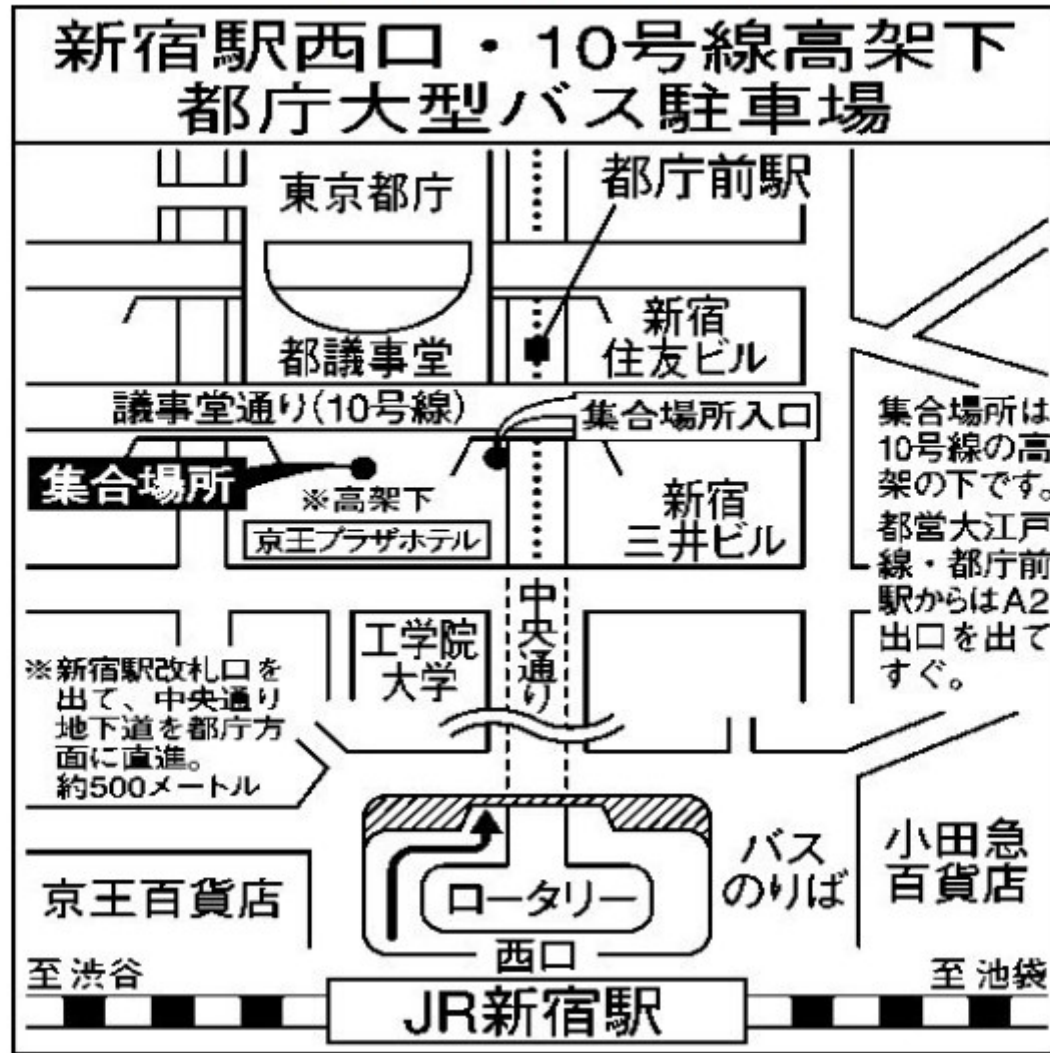 新宿駅西口・10号線高架下
都庁大型バス駐車場
東京都庁
都庁前駅
都議事堂
新宿
住友ビル
議事堂通り(10号線)
集合場所入口
集合場所
※高架下
京王プラザホテル
新宿
三井ビル
集合場所は
10号線の高
架の下です。
都営大江戸
線・都庁前
駅からはA2
出口を出て
すぐ。
工学院
大学
中央通り
※新宿駅改札口を
出て、中央通り
地下道を都庁方
面に直進。
約500メートル
京王百貨店
ロータリー
西口
バス
のりば
小田急
百貨店
至 渋谷
至 池袋
JR新宿駅